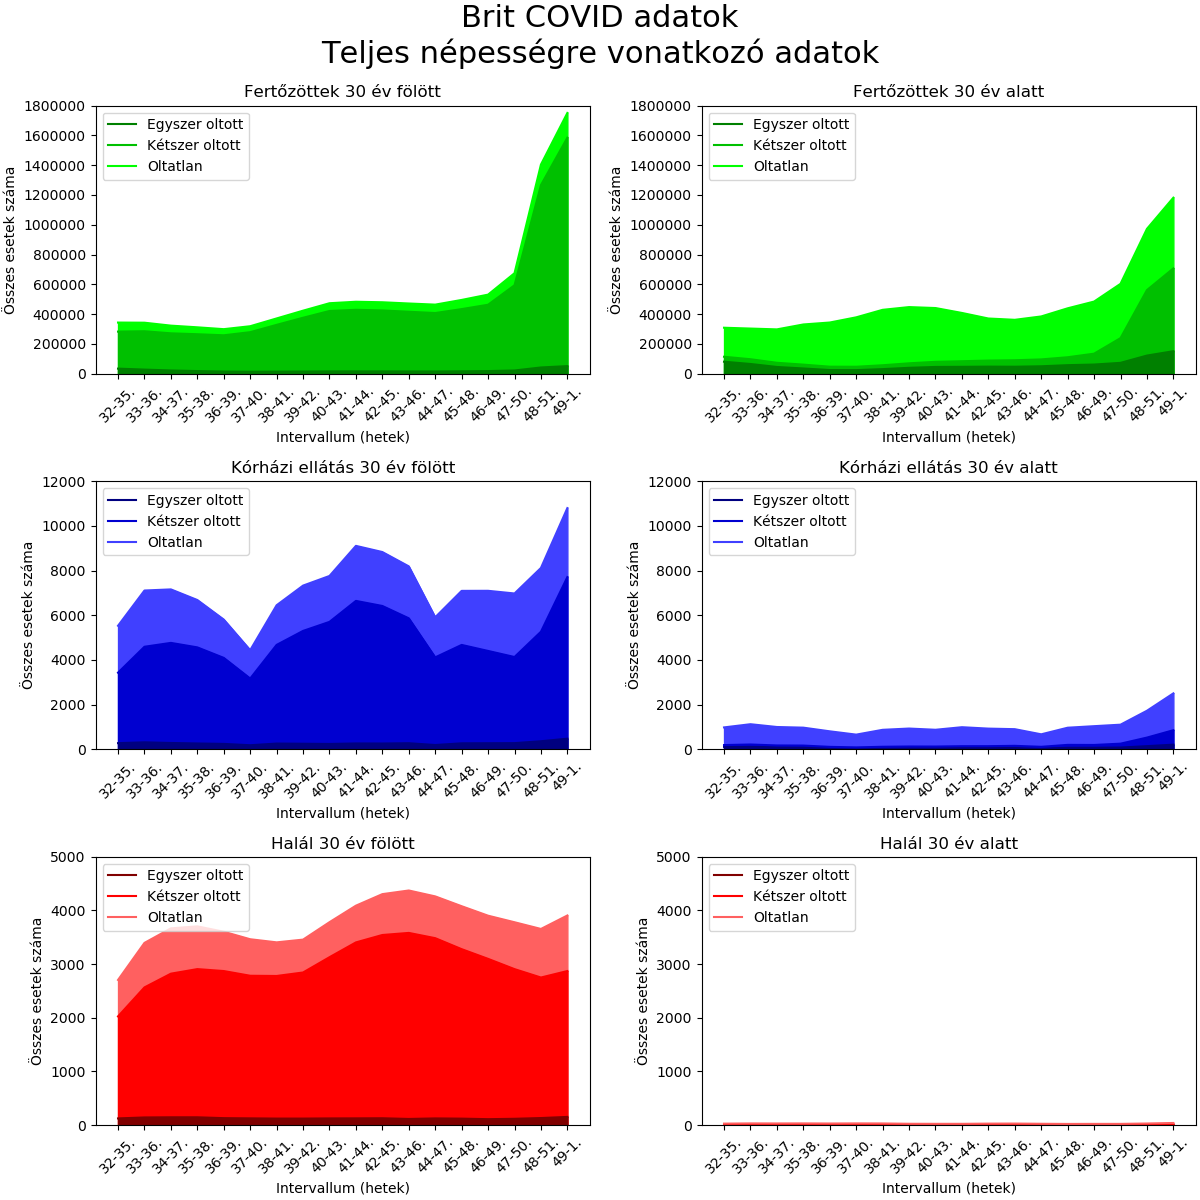 Brit COVID adatok
Teljes népességre vonatkozó adatok
Fertőzöttek 30 év fölött
Összes esetek száma
1800000
1600000
1400000
1200000
1000000
800000
600000
400000
200000
0
Egyszer oltott
Kétszer oltott
Oltatlan
32-35. 33-36. 34-37. 35-38. 36-39. 37-40. 38-41. 39-42. 40-43. 41-44. 42-45. 43-46. 44-47. 45-48. 46-49. 47-50. 48-51. 49-1.
Intervallum (hetek)
Fertőzöttek 30 év alatt
Összes esetek száma
1800000
1600000
1400000
1200000
1000000
800000
600000
400000
200000
0
Egyszer oltott
Kétszer oltott
Oltatlan
32-35. 33-36. 34-37. 35-38. 36-39. 37-40. 38-41. 39-42. 40-43. 41-44. 42-45. 43-46. 44-47. 45-48. 46-49. 47-50. 48-51. 49-1.
Intervallum (hetek)
Kórházi ellátás 30 év fölött
Összes esetek száma
12000
10000
8000
6000
4000
2000
0
Egyszer oltott
Kétszer oltott
Oltatlan
32-35. 33-36. 34-37. 35-38. 36-39. 37-40. 38-41. 39-42. 40-43. 41-44. 42-45. 43-46. 44-47. 45-48. 46-49. 47-50. 48-51. 49-1.
Intervallum (hetek)
Kórházi ellátás 30 év alatt
Összes esetek száma
12000
10000
8000
6000
4000
2000
0
Egyszer oltott
Kétszer oltott
Oltatlan
32-35. 33-36. 34-37. 35-38. 36-39. 37-40. 38-41. 39-42. 40-43. 41-44. 42-45. 43-46. 44-47. 45-48. 46-49. 47-50. 48-51. 49-1.
Intervallum (hetek)
Halál 30 év fölött
Összes esetek száma
5000
4000
3000
2000
1000
0
Egyszer oltott
Kétszer oltott
Oltatlan
32-35. 33-36. 34-37. 35-38. 36-39. 37-40. 38-41. 39-42. 40-43. 41-44. 42-45. 43-46. 44-47. 45-48. 46-49. 47-50. 48-51. 49-1.
Intervallum (hetek)
Halál 30 év alatt
Összes esetek száma
5000
4000
3000
2000
1000
0
Egyszer oltott
Kétszer oltott
Oltatlan
32-35. 33-36. 34-37. 35-38. 36-39. 37-40. 38-41. 39-42. 40-43. 41-44. 42-45. 43-46. 44-47. 45-48. 46-49. 47-50. 48-51. 49-1.
Intervallum (hetek)